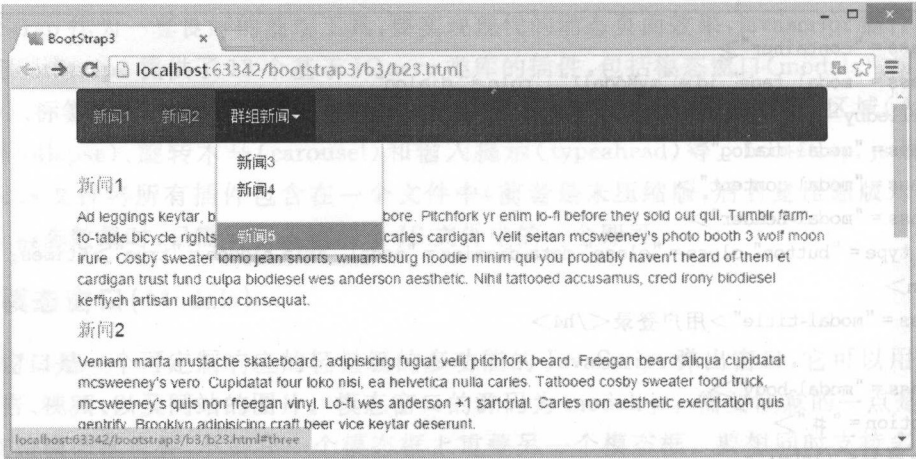 BootStrap3
localhost:63342/bootstrap3/b3/b23.html
新闻1 新闻2 群组新闻
新闻3
新闻4
新闻5
新闻1
Ad leggings keytar, b bore. Pitchfork yr enim lo-fi before they sold out qui. Tumblr farm-
to-table bicycle rights carles cardigan. Velit seitan mcsweeney's photo booth 3 wolf moon
irure. Cosby sweater lomo jean shorts, williamsburg hoodie minim qui you probably haven't heard of them et
cardigan trust fund culpa biodiesel wes anderson aesthetic. Nihil tattooed accusamus, cred irony biodiesel
keffiyeh artisan ullamco consequat.
新闻2
Veniam marfa mustache skateboard, adipisicing fugiat velit pitchfork beard. Freegan beard aliqua cupidatat
mcsweeney's vero. Cupidatat four loko nisi, ea helvetica nulla carles. Tattooed cosby sweater food truck,
mcsweeney's quis non freegan vinyl. Lo-fi wes anderson +1 sartorial. Carles non aesthetic exercitation quis
gentrify. Brooklyn adipisicing craft beer vice keytar deserunt.
localhost:63342/bootstrap3/b3/b23.html#three